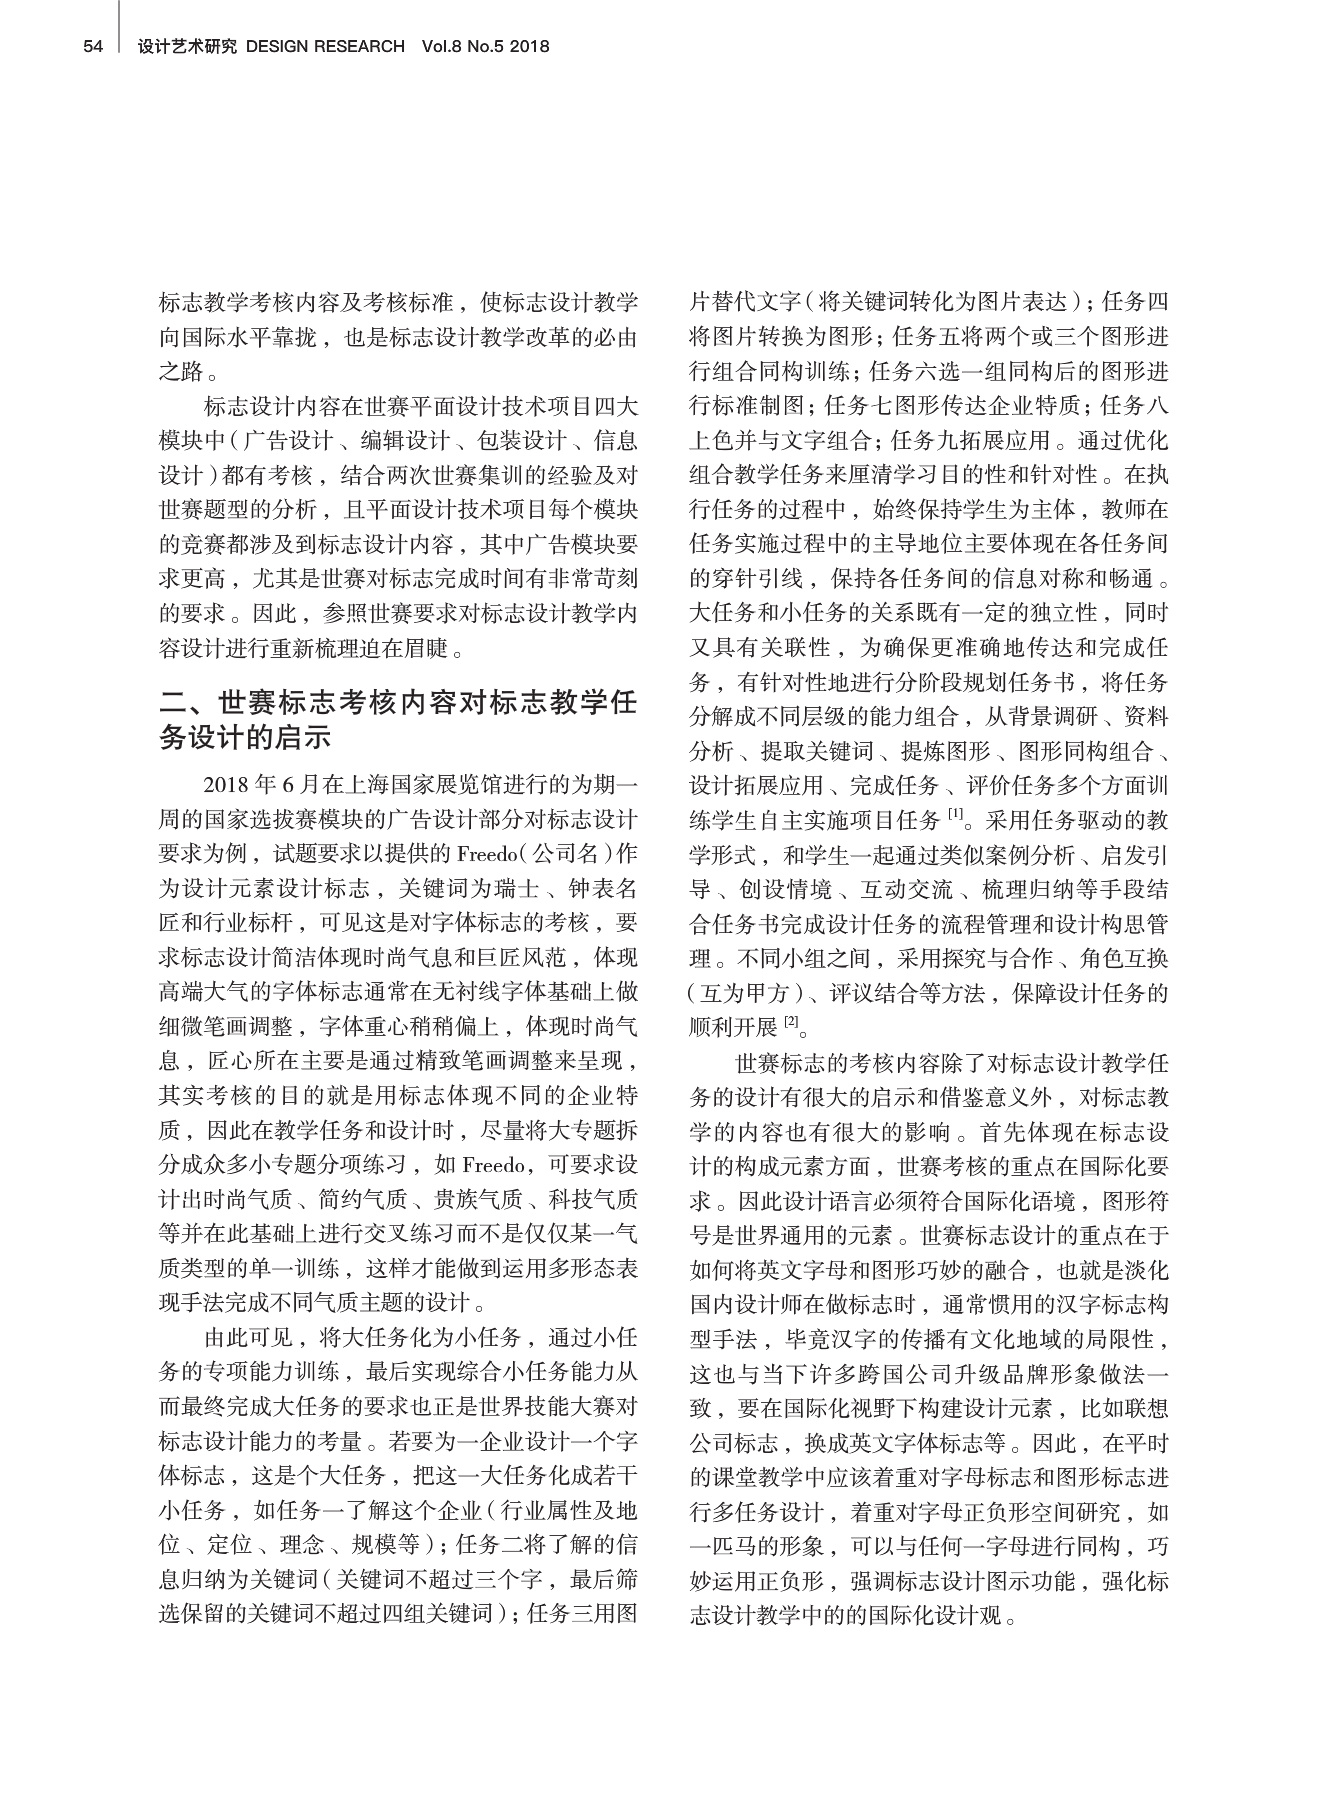 54 设计艺术研究 DESIGN RESEARCH Vol.8 No.5 2018
标志教学考核内容及考核标准，使标志设计教学
向国际水平靠拢，也是标志设计教学改革的必由
之路。
标志设计内容在世赛平面设计技术项目四大
模块中（广告设计、编辑设计、包装设计、信息
设计）都有考核，结合两次世赛集训的经验及对
世赛题型的分析，且平面设计技术项目每个模块
的竞赛都涉及到标志设计内容，其中广告模块要
求更高，尤其是世赛对标志完成时间有非常苛刻
的要求。因此，参照世赛要求对标志设计教学内
容设计进行重新梳理迫在眉睫。
二、世赛标志考核内容对标志教学任
务设计的启示
2018 年 6 月在上海国家展览馆进行的为期一
周的国家选拔赛模块的广告设计部分对标志设计
要求为例，试题要求以提供的 Freedo（公司名）作
为设计元素设计标志，关键词为瑞士、钟表名
匠和行业标杆，可见这是对字体标志的考核，要
求标志设计简洁体现时尚气息和巨匠风范，体现
高端大气的字体标志通常在无衬线字体基础上做
细微笔画调整，字体重心稍稍偏上，体现时尚气
息，匠心所在主要是通过精致笔画调整来呈现，
其实考核的目的就是用标志体现不同的企业特
质，因此在教学任务和设计时，尽量将大专题拆
分成众多小专题分项练习，如 Freedo，可要求设
计出时尚气质、简约气质、贵族气质、科技气质
等并在此基础上进行交叉练习而不是仅仅某一气
质类型的单一训练，这样才能做到运用多形态表
现手法完成不同气质主题的设计。
由此可见，将大任务化为小任务，通过小任
务的专项能力训练，最后实现综合小任务能力从
而最终完成大任务的要求也正是世界技能大赛对
标志设计能力的考量。若要为一企业设计一个字
体标志，这是个大任务，把这一大任务化成若干
小任务，如任务一了解这个企业（行业属性及地
位、定位、理念、规模等）；任务二将了解的信
息归纳为关键词（关键词不超过三个字，最后筛
选保留的关键词不超过四组关键词）；任务三用图
片替代文字（将关键词转化为图片表达）；任务四
将图片转换为图形；任务五将两个或三个图形进
行组合同构训练；任务六选一组同构后的图形进
行标准制图；任务七图形传达企业特质；任务八
上色并与文字组合；任务九拓展应用。通过优化
组合教学任务来厘清学习目的性和针对性。在执
行任务的过程中，始终保持学生为主体，教师在
任务实施过程中的主导地位主要体现在各任务间
的穿针引线，保持各任务间的信息对称和畅通。
大任务和小任务的关系既有一定的独立性，同时
又具有关联性，为确保更准确地传达和完成任
务，有针对性地进行分阶段规划任务书，将任务
分解成不同层级的能力组合，从背景调研、资料
分析、提取关键词、提炼图形、图形同构组合、
设计拓展应用、完成任务、评价任务多个方面训
练学生自主实施项目任务 [1]。采用任务驱动的教
学形式，和学生一起通过类似案例分析、启发引
导、创设情境、互动交流、梳理归纳等手段结
合任务书完成设计任务的流程管理和设计构思管
理。不同小组之间，采用探究与合作、角色互换
（互为甲方）、评议结合等方法，保障设计任务的
顺利开展 [2]。
世赛标志的考核内容除了对标志设计教学任
务的设计有很大的启示和借鉴意义外，对标志教
学的内容也有很大的影响。首先体现在标志设
计的构成元素方面，世赛考核的重点在国际化要
求。因此设计语言必须符合国际化语境，图形符
号是世界通用的元素。世赛标志设计的重点在于
如何将英文字母和图形巧妙的融合，也就是淡化
国内设计师在做标志时，通常惯用的汉字标志构
型手法，毕竟汉字的传播有文化地域的局限性，
这也与当下许多跨国公司升级品牌形象做法一
致，要在国际化视野下构建设计元素，比如联想
公司标志，换成英文字体标志等。因此，在平时
的课堂教学中应该着重对字母标志和图形标志进
行多任务设计，着重对字母正负形空间研究，如
一匹马的形象，可以与任何一字母进行同构，巧
妙运用正负形，强调标志设计图示功能，强化标
志设计教学中的的国际化设计观。